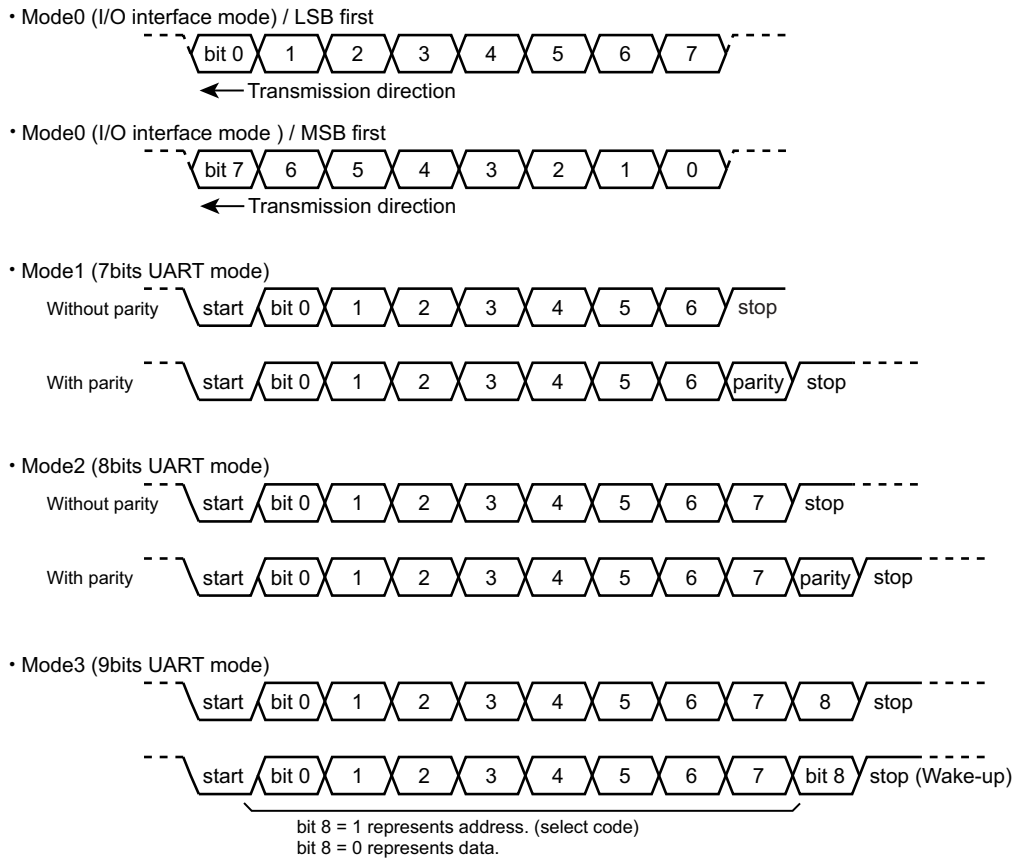 ・Mode0 (I/O interface mode) / LSB first
bit 0 1 2 3 4 5 6 7
Transmission direction
・Mode0 (I/O interface mode ) / MSB first
bit 7 6 5 4 3 2 1 0
Transmission direction
・Mode1 (7bits UART mode)
Without parity start bit 0 1 2 3 4 5 6 stop
With parity start bit 0 1 2 3 4 5 6 parity stop
・Mode2 (8bits UART mode)
Without parity start bit 0 1 2 3 4 5 6 7 stop
With parity start bit 0 1 2 3 4 5 6 7 parity stop
・Mode3 (9bits UART mode)
start bit 0 1 2 3 4 5 6 7 8 stop
start bit 0 1 2 3 4 5 6 7 bit 8 stop (Wake-up)
bit 8 = 1 represents address. (select code)
bit 8 = 0 represents data.